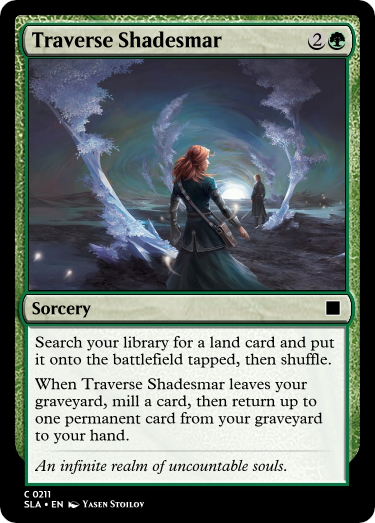 Traverse Shadesmar 2
Sorcery
Search your library for a land card and put
it onto the battlefield tapped, then shuffle.
When Traverse Shadesmar leaves your
graveyard, mill a card, then return up to
one permanent card from your graveyard
to your hand.
An infinite realm of uncountable souls.
C 0211
SLA • EN YASEN STOILOV